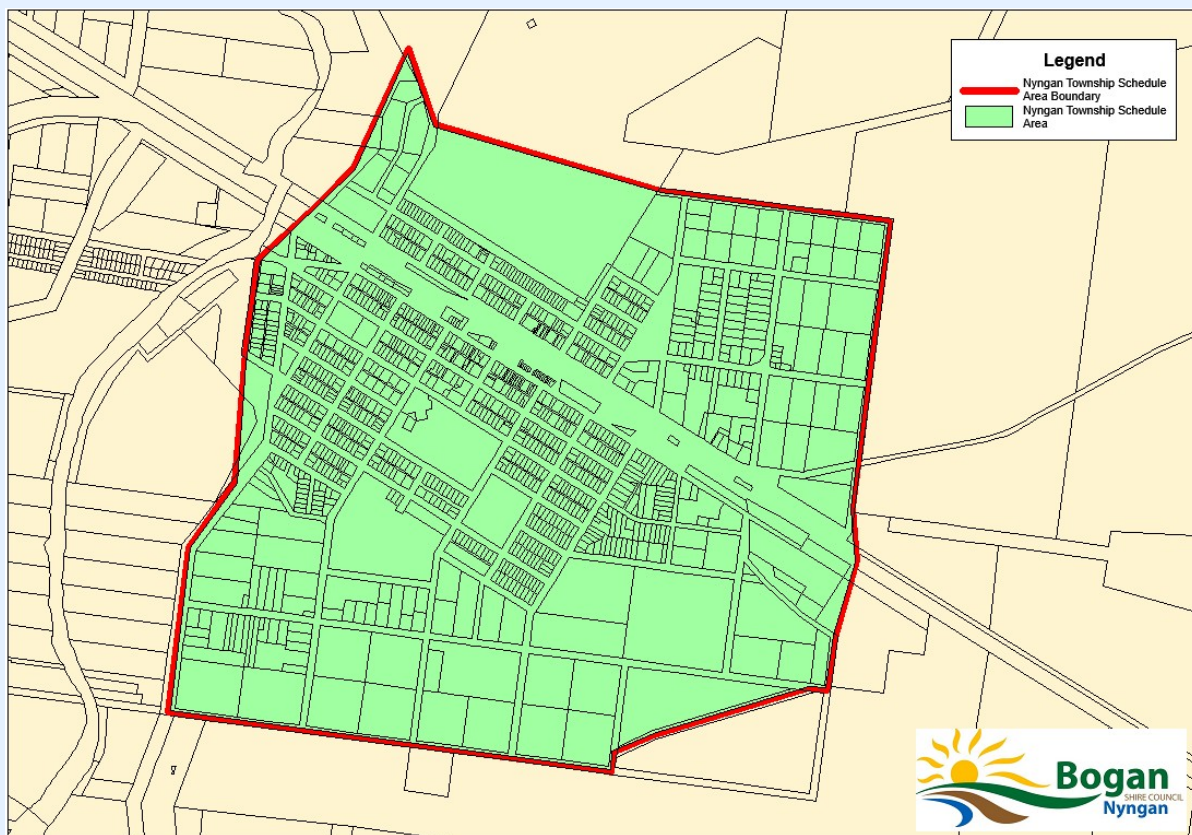 Legend
Nyngan Township Schedule
Area Boundary
Nyngan Township Schedule
Area
Bogan
SHIRE COUNCIL
Nyngan